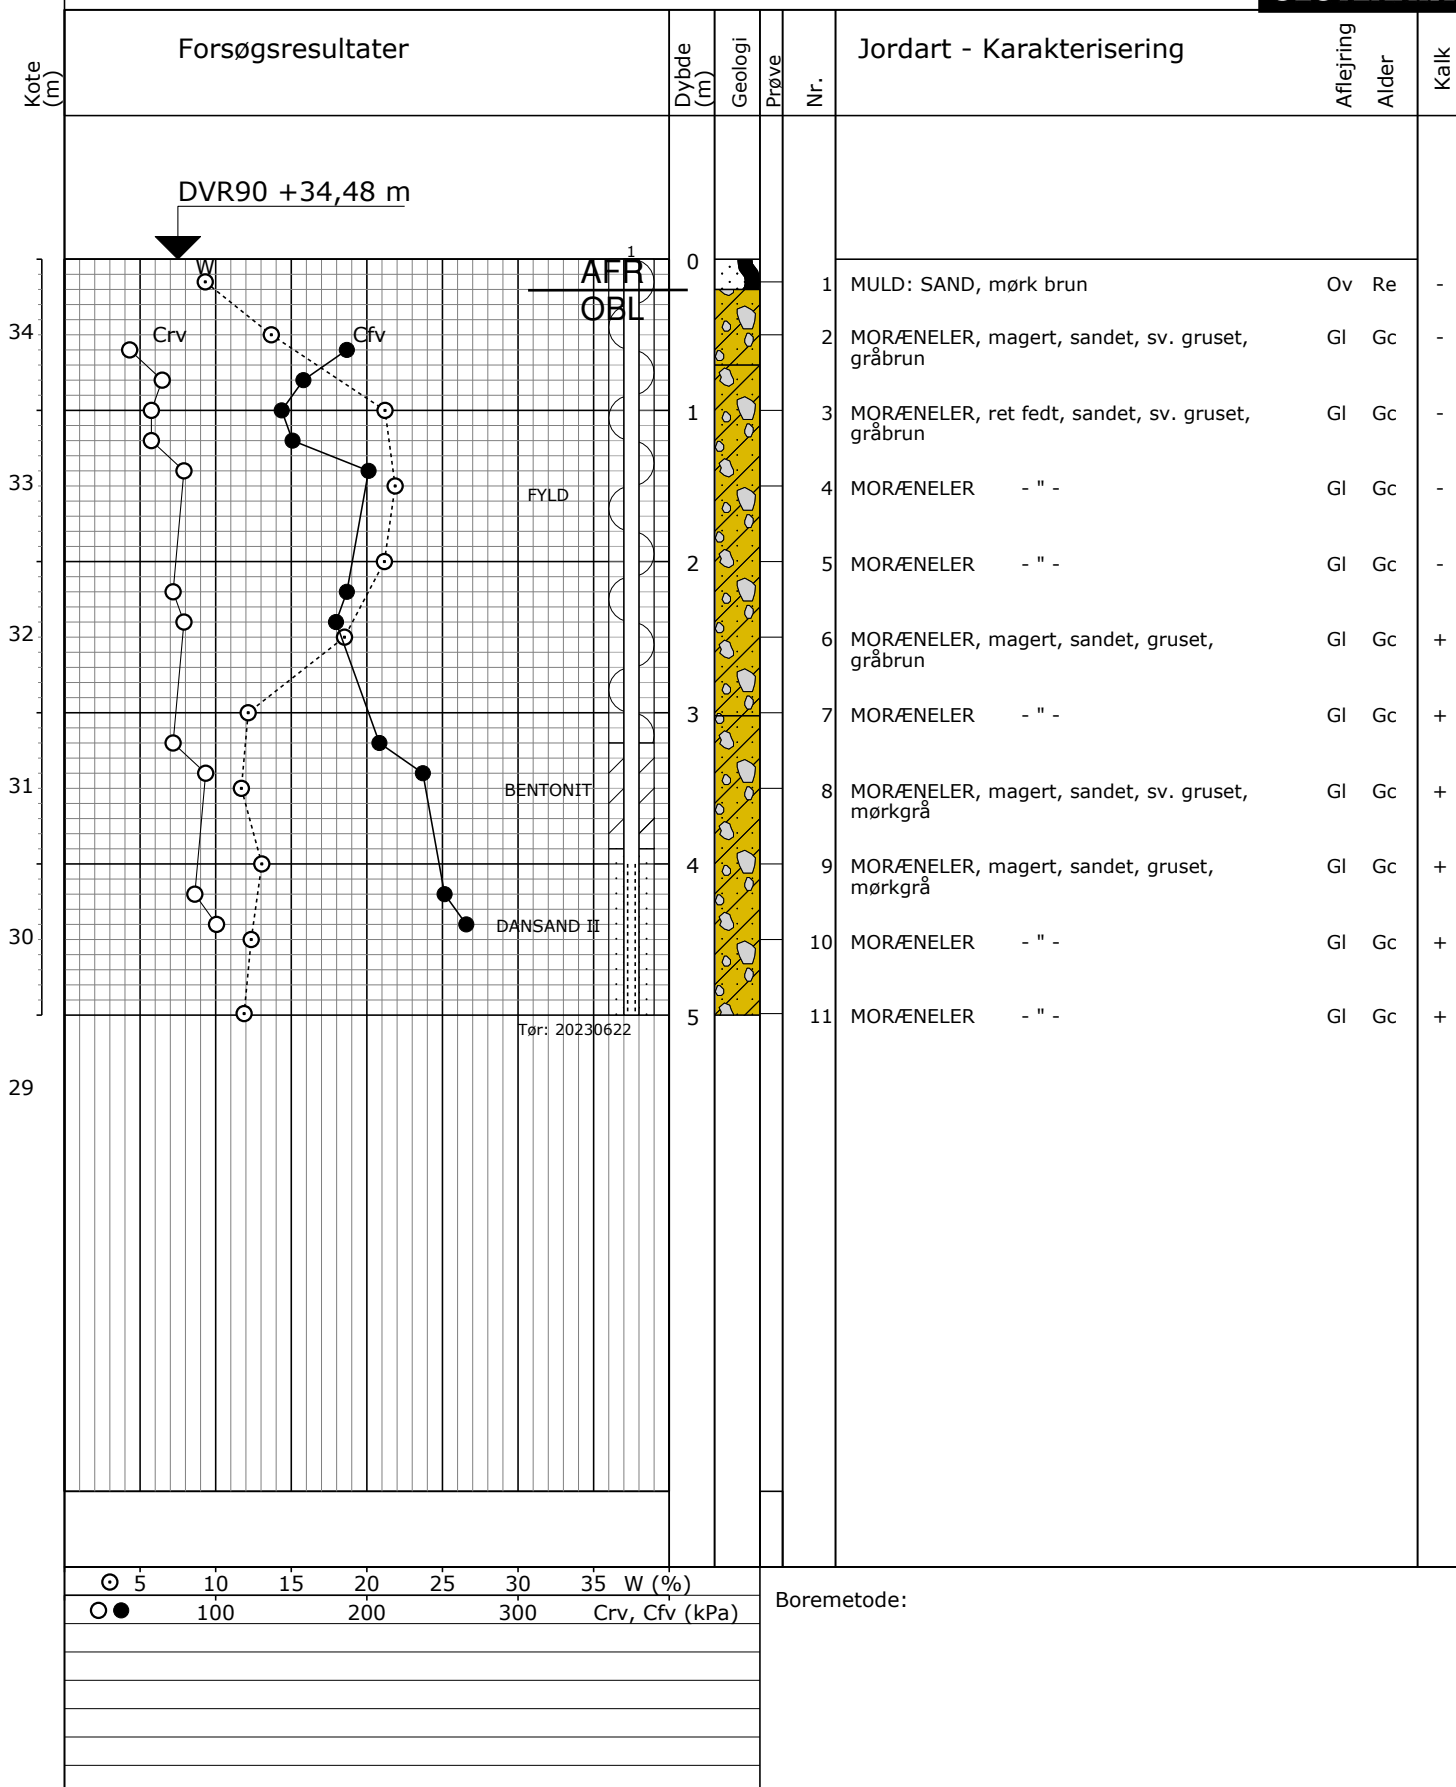 Forsøgsresultater
Kote
(m)
Dybde
(m)
Geologi
Prøve
Nr.
Jordart - Karakterisering
Aflejring
Alder
Kalk
DVR90 +34,48 m
1
W
AFR
OBL
0
1 MULD: SAND, mørk brun Ov Re -
34
Crv
Cfv
2 MORÆNELER, magert, sandet, sv. gruset, Gl Gc -
gråbrun
1
3 MORÆNELER, ret fedt, sandet, sv. gruset, Gl Gc -
gråbrun
33
FYLD
4 MORÆNELER - " - Gl Gc -
2
5 MORÆNELER - " - Gl Gc -
32
6 MORÆNELER, magert, sandet, gruset, Gl Gc +
gråbrun
3
7 MORÆNELER - " - Gl Gc +
31
BENTONIT
8 MORÆNELER, magert, sandet, sv. gruset, Gl Gc +
mørkgrå
4
9 MORÆNELER, magert, sandet, gruset, Gl Gc +
mørkgrå
30
DANSAND II
10 MORÆNELER - " - Gl Gc +
5
11 MORÆNELER - " - Gl Gc +
Tør: 20230622
29
5 10 15 20 25 30 35 W (%)
100 200 300 Crv, Cfv (kPa)
Boremetode: